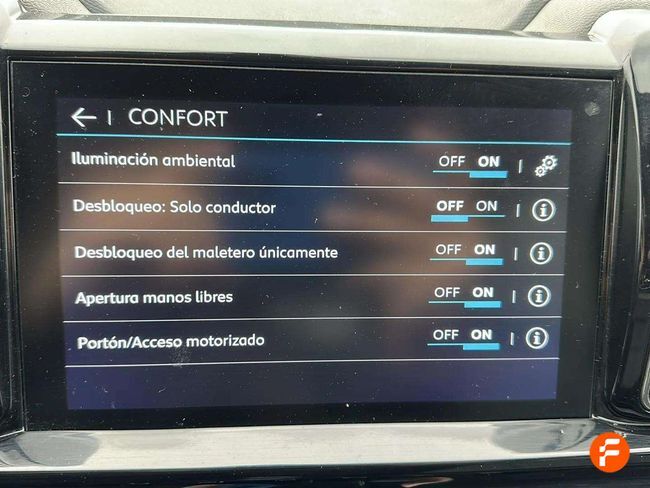 CONFORT
Iluminación ambiental OFF ON
Desbloqueo: Solo conductor OFF ON
Desbloqueo del maletero únicamente OFF ON
Apertura manos libres OFF ON
Portón/Acceso motorizado OFF ON